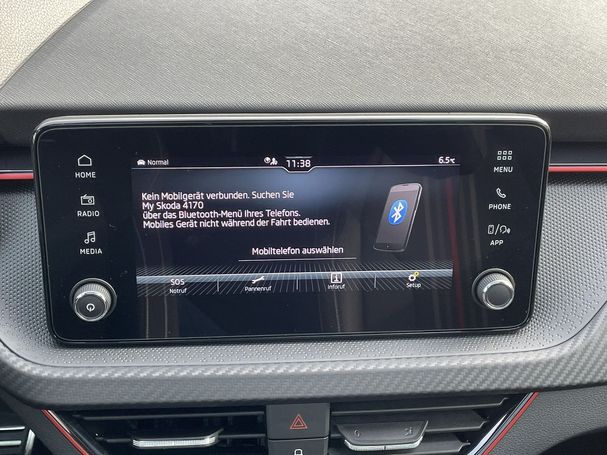 HOME
RADIO
MEDIA
Normal
11:38
6.5°C
Kein Mobilgerät verbunden. Suchen Sie
My Skoda 4170
über das Bluetooth-Menü Ihres Telefons.
Mobiles Gerät nicht während der Fahrt bedienen.
Mobiltelefon auswählen
SOS
Notruf
Pannenruf
Inforuf
Setup
MENU
PHONE
APP